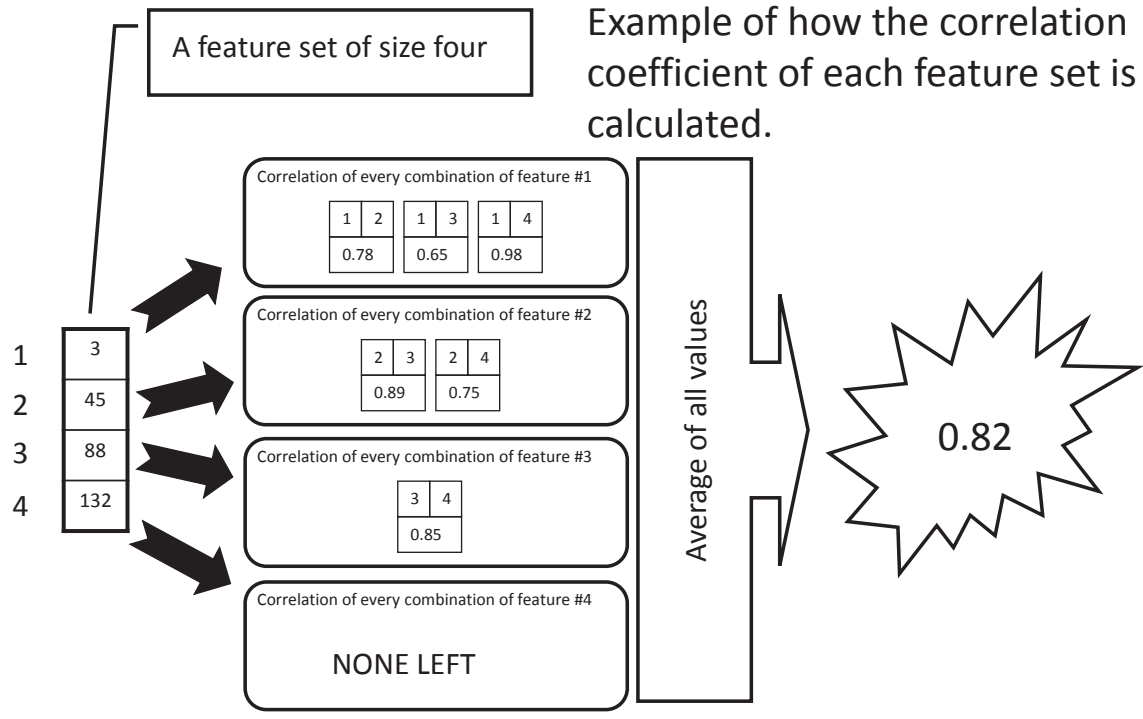 A feature set of size four
Example of how the correlation
coefficient of each feature set is
calculated.
1 3
2 45
3 88
4 132
Correlation of every combination of feature #1
1 2 1 3 1 4
0.78 0.65 0.98
Correlation of every combination of feature #2
2 3 2 4
0.89 0.75
Correlation of every combination of feature #3
3 4
0.85
Correlation of every combination of feature #4
NONE LEFT
Average of all values
0.82